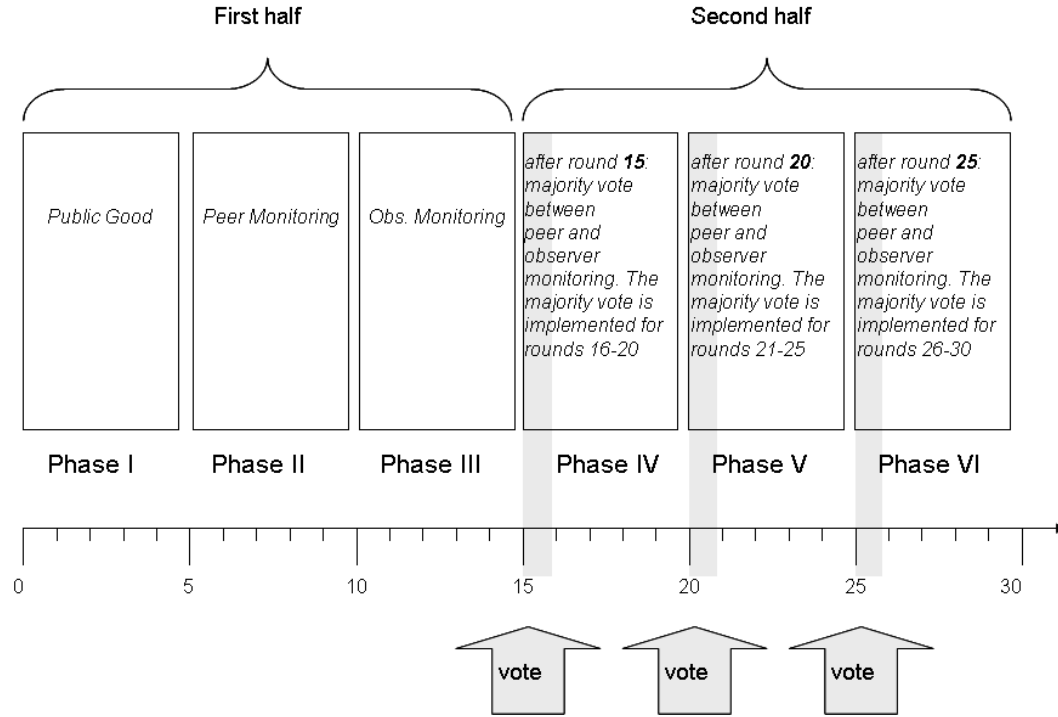 First half
Second half
Public Good
Peer Monitoring
Obs. Monitoring
after round 15:
majority vote
between
peer and
observer
monitoring. The
majority vote is
implemented for
rounds 16-20
after round 20:
majority vote
between
peer and
observer
monitoring. The
majority vote is
implemented for
rounds 21-25
after round 25:
majority vote
between
peer and
observer
monitoring. The
majority vote is
implemented for
rounds 26-30
Phase I
Phase II
Phase III
Phase IV
Phase V
Phase VI
0
5
10
15
20
25
30
vote
vote
vote